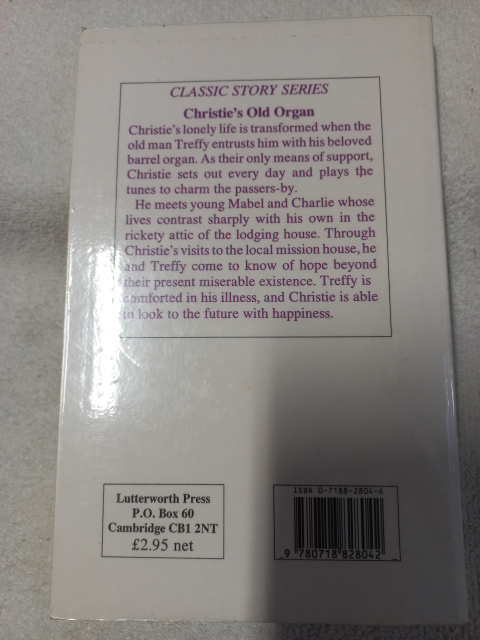 CLASSIC STORY SERIES
Christie's Old Organ
Christie's lonely life is transformed when the
old man Treffy entrusts him with his beloved
barrel organ. As their only means of support,
Christie sets out every day and plays the
tunes to charm the passers-by.
He meets young Mabel and Charlie whose
lives contrast sharply with his own in the
rickety attic of the lodging house. Through
Christie's visits to the local mission house, he
and Treffy come to know of hope beyond
their present miserable existence. Treffy is
comforted in his illness, and Christie is able
to look to the future with happiness.
Lutterworth Press
P.O. Box 60
Cambridge CB1 2NT
£2.95 net
ISBN 0-7188-2804-6
9 780718 828042